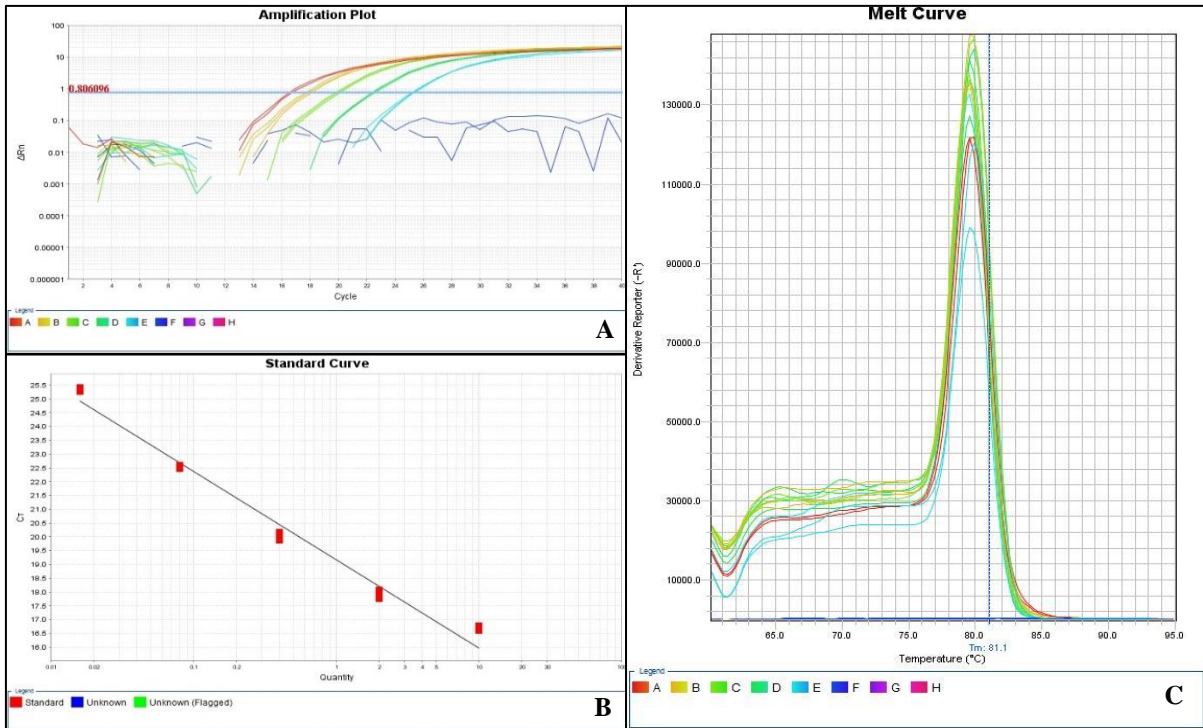 Amplification Plot
100
10
1
0.806096
0.1
0.01
0.001
0.0001
0.00001
0.000001
ΔRn
2 4 6 8 10 12 14 16 18 20 22 24 26 28 30 32 34 36 38 40
Cycle
Legend
A B C D E F G H
A
Standard Curve
25.5
25.0
24.5
24.0
23.5
23.0
22.5
22.0
21.5
21.0
20.5
20.0
19.5
19.0
18.5
18.0
17.5
17.0
16.5
16.0
CT
0.01 0.02 0.1 0.2 1 2 3 4 5 10 20 30 100
Quantity
Legend
Standard Unknown Unknown (Flagged)
B
Melt Curve
130000.0
110000.0
90000.0
70000.0
50000.0
30000.0
10000.0
Derivative Reporter (-R')
65.0 70.0 75.0 80.0 85.0 90.0 95.0
Tm: 81.1
Temperature (°C)
Legend
A B C D E F G H
C